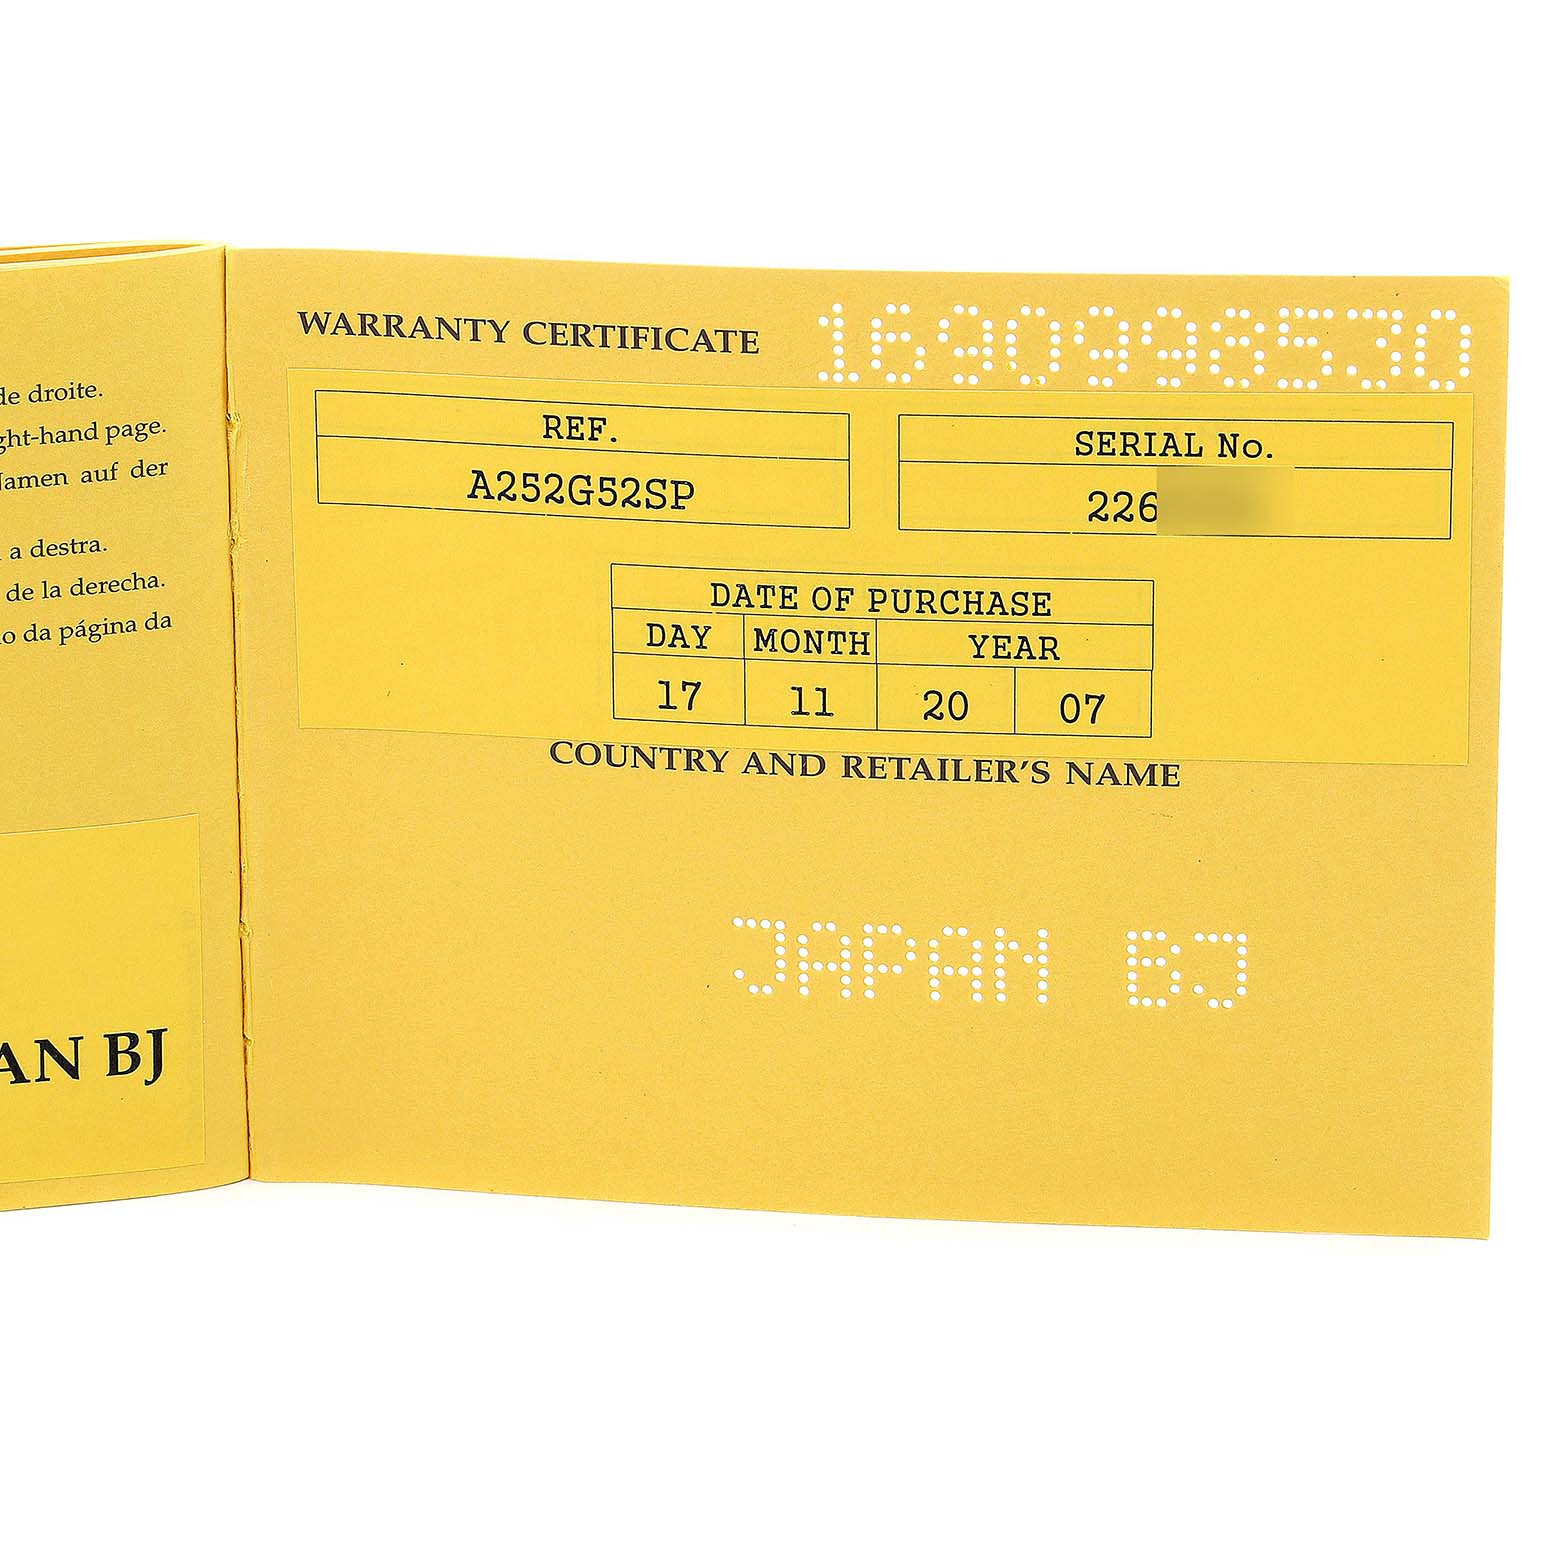 de droite.
ght-hand page.
Namen auf der
a destra.
de la derecha.
o da página da
AN BJ
WARRANTY CERTIFICATE 1690998530
REF.
A252G52SP
SERIAL No.
226
DATE OF PURCHASE
DAY MONTH YEAR
17 11 20 07
COUNTRY AND RETAILER'S NAME
JAPAN BJ